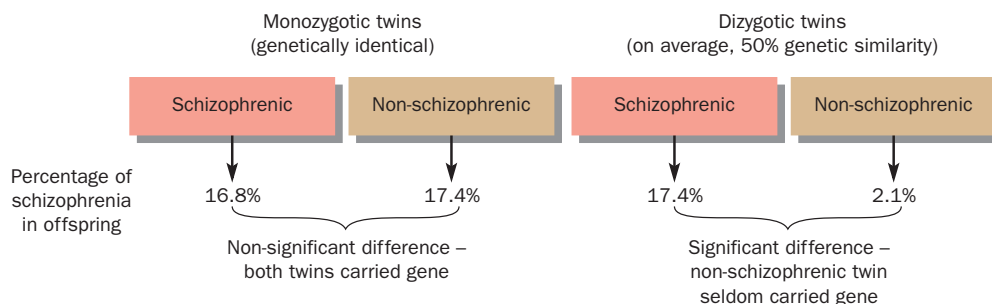 Monozygotic twins
(genetically identical)
Dizygotic twins
(on average, 50% genetic similarity)
Schizophrenic
Non-schizophrenic
Schizophrenic
Non-schizophrenic
Percentage of
schizophrenia
in offspring
16.8%
17.4%
17.4%
2.1%
Non-significant difference –
both twins carried gene
Significant difference –
non-schizophrenic twin
seldom carried gene